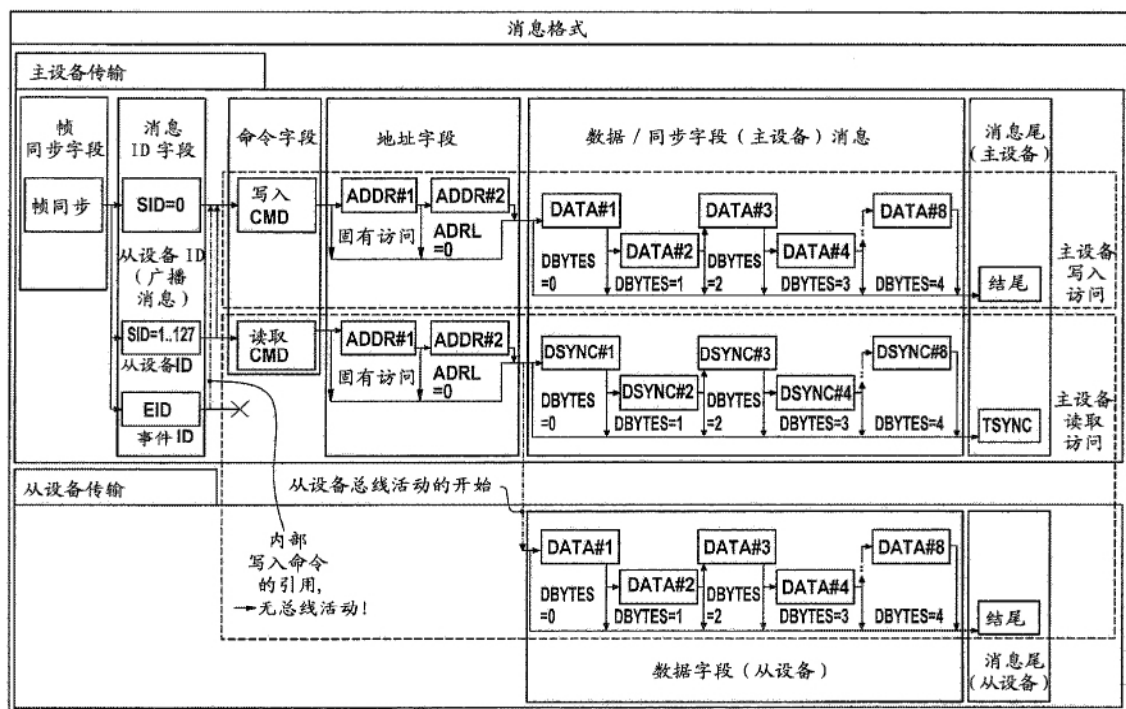 消息格式
主设备传输
帧
同步字段
消息
ID字段
命令字段
地址字段
数据/同步字段(主设备)消息
消息尾
(主设备)
帧同步
SID=0
写入
CMD
ADDR#1
ADDR#2
固有访问
ADRL
=0
DATA#1
DATA#2
DATA#3
DATA#4
DATA#8
DBYTES
=0
DBYTES=1
DBYTES
=2
DBYTES=3
DBYTES=4
结尾
主设备
写入
访问
从设备ID
(广播
消息)
SID=1..127
从设备ID
读取
CMD
ADDR#1
ADDR#2
固有访问
ADRL
=0
DSYNC#1
DSYNC#2
DSYNC#3
DSYNC#4
DSYNC#8
DBYTES
=0
DBYTES=1
DBYTES
=2
DBYTES=3
DBYTES=4
TSYNC
主设备
读取
访问
EID
事件ID
从设备传输
从设备总线活动的开始
内部
写入命令
的引用,
无总线活动!
DATA#1
DATA#2
DATA#3
DATA#4
DATA#8
DBYTES
=0
DBYTES=1
DBYTES
=2
DBYTES=3
DBYTES=4
结尾
数据字段(从设备)
消息尾
(从设备)